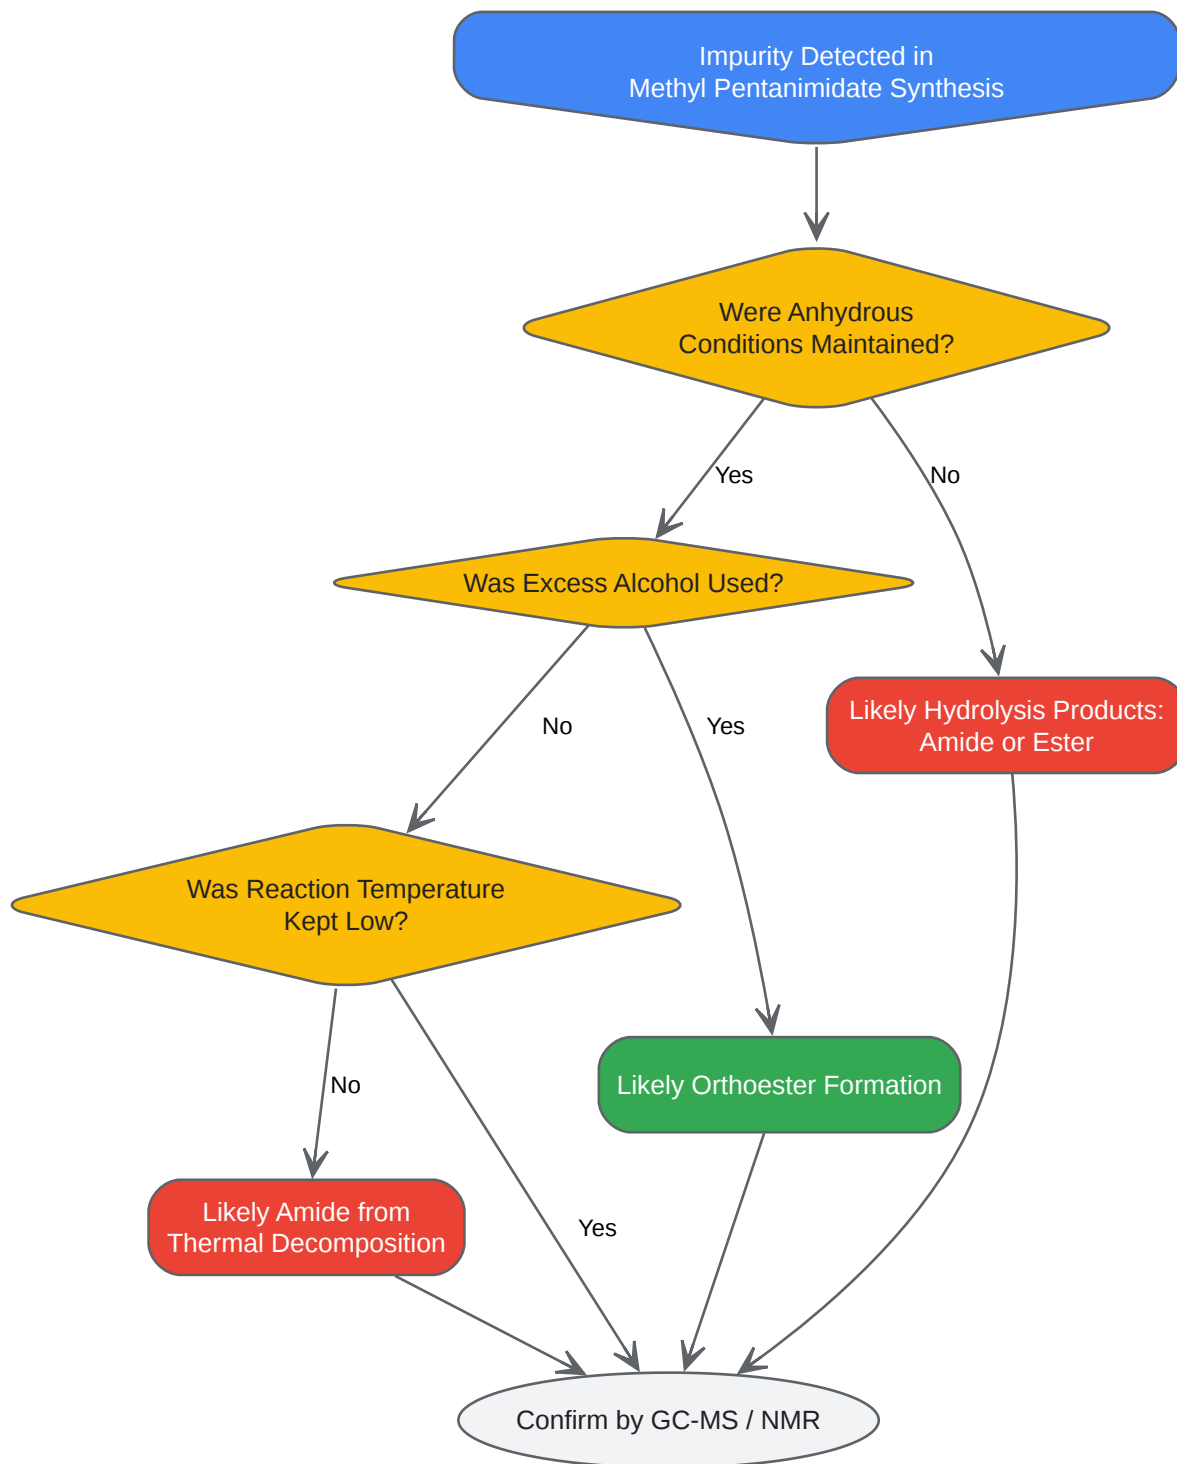 Impurity Detected in
Methyl Pentanimidate Synthesis
Were Anhydrous
Conditions Maintained?
Yes
No
Was Excess Alcohol Used?
No
Yes
Likely Hydrolysis Products:
Amide or Ester
Was Reaction Temperature
Kept Low?
No
Likely Orthoester Formation
Likely Amide from
Thermal Decomposition
Yes
Confirm by GC-MS / NMR